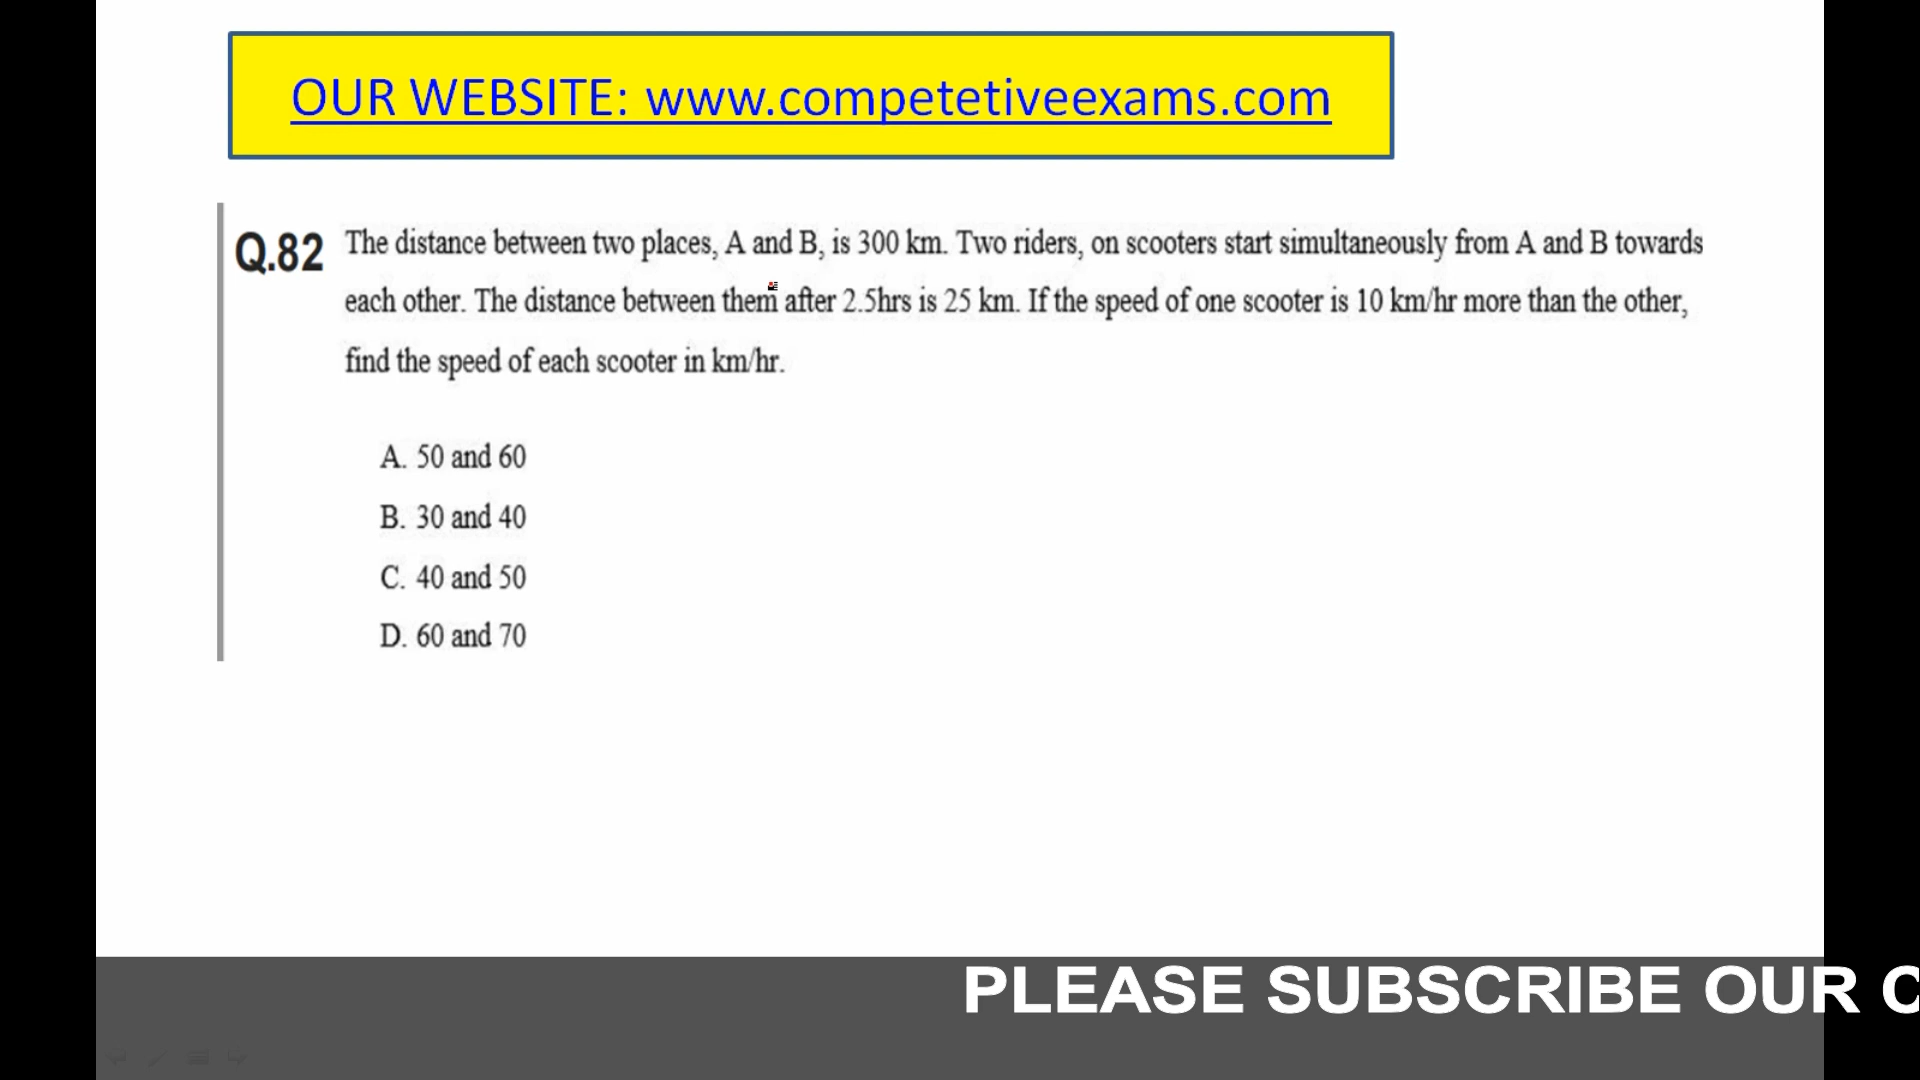 OUR WEBSITE: www.competetiveexams.com
Q.82 The distance between two places, A and B, is 300 km. Two riders, on scooters start simultaneously from A and B towards
each other. The distance between them after 2.5hrs is 25 km. If the speed of one scooter is 10 km/hr more than the other,
find the speed of each scooter in km/hr.
A. 50 and 60
B. 30 and 40
C. 40 and 50
D. 60 and 70
PLEASE SUBSCRIBE OUR